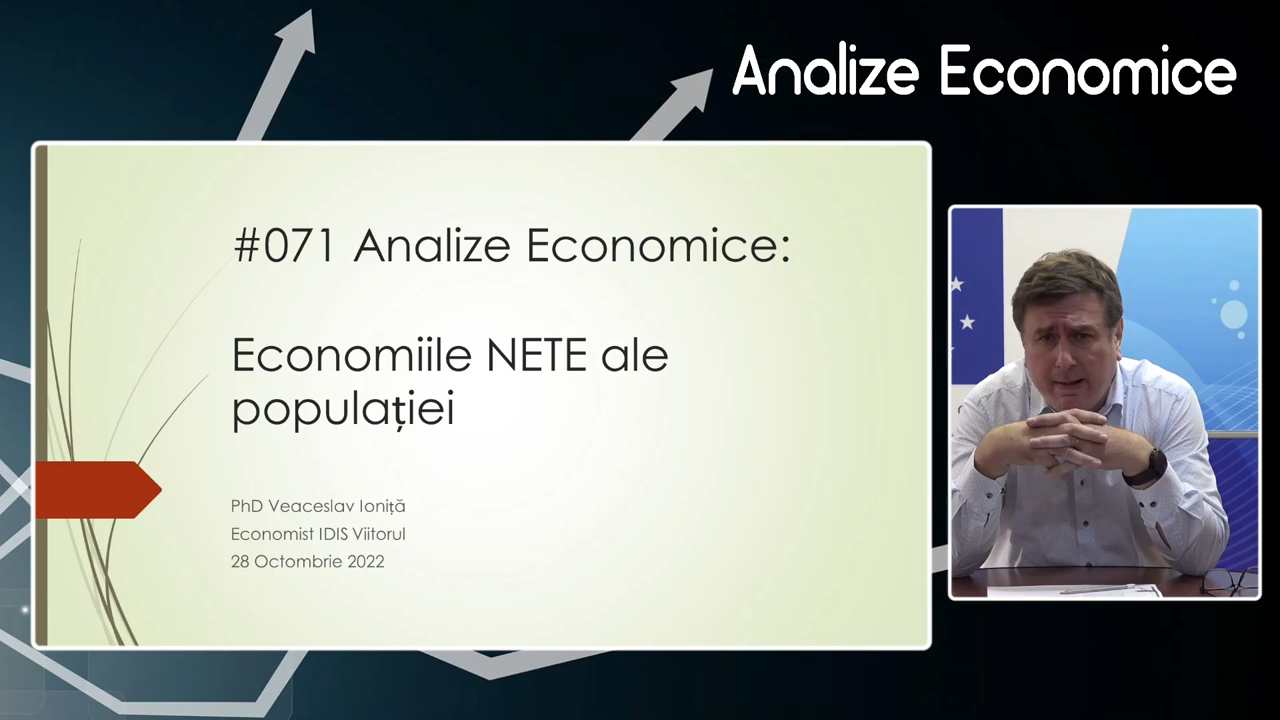 Analize Economice
#071 Analize Economice:
Economiile NETE ale
populației
PhD Veaceslav Ioniță
Economist IDIS Viitorul
28 Octombrie 2022